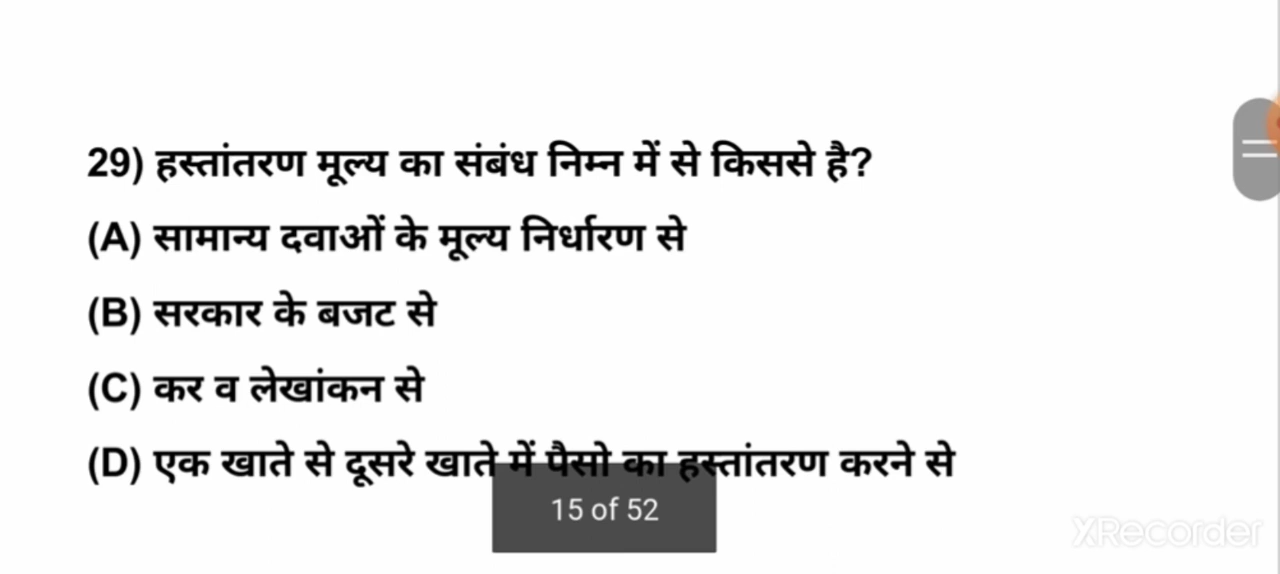 29) हस्तांतरण मूल्य का संबंध निम्न में से किससे है?
(A) सामान्य दवाओं के मूल्य निर्धारण से
(B) सरकार के बजट से
(C) कर व लेखांकन से
(D) एक खाते से दूसरे खाते में पैसो का हस्तांतरण करने से
15 of 52
XRecorder